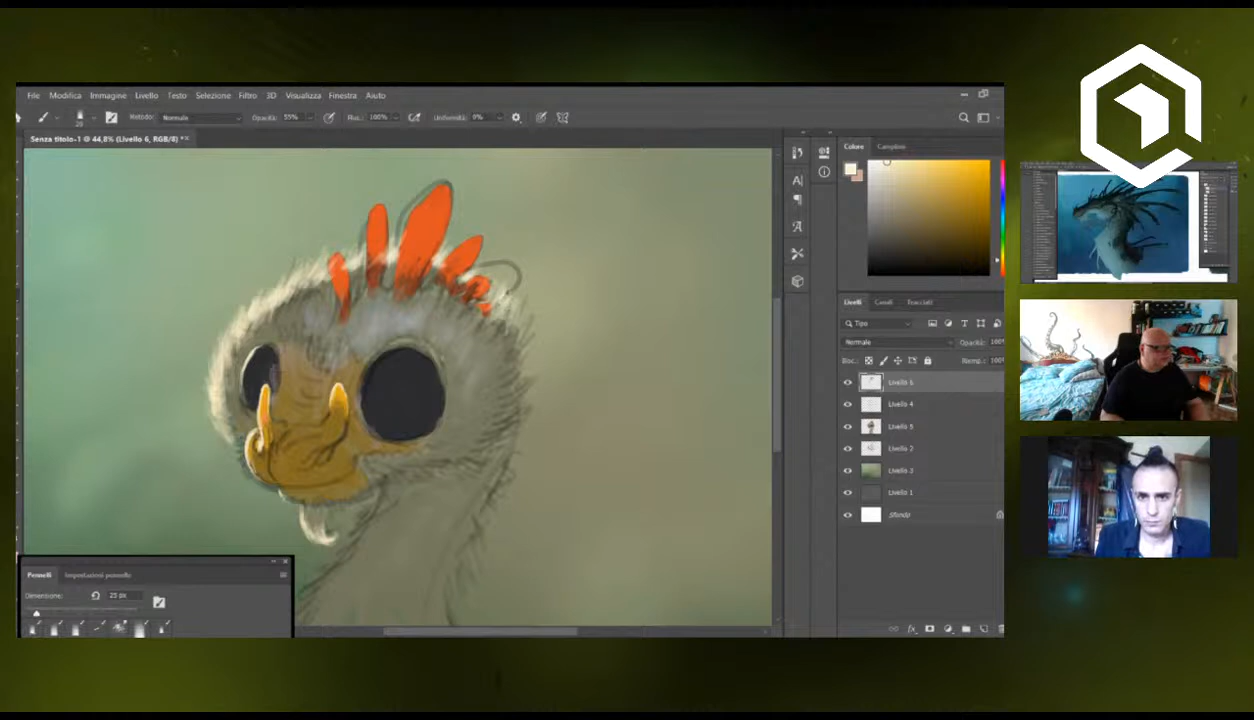 File Modifica Immagine Livello Testo Selezione Filtro 3D Visualizza Finestra Aiuto
Metodo: Normale Opacità: 55% Flus.: 100% Uniformità: 0%
Senza titolo-1 @ 44,8% (Livello 6, RGB/8) *
Colore Campioni
Livelli Canali Tracciati
Tipo
Normale Opacità: 100%
Bloc.: Riemp.: 100%
Livello 6
Livello 4
Livello 5
Livello 2
Livello 3
Livello 1
Sfondo
Pennelli Impostazioni pennello
Dimensione: 25 px